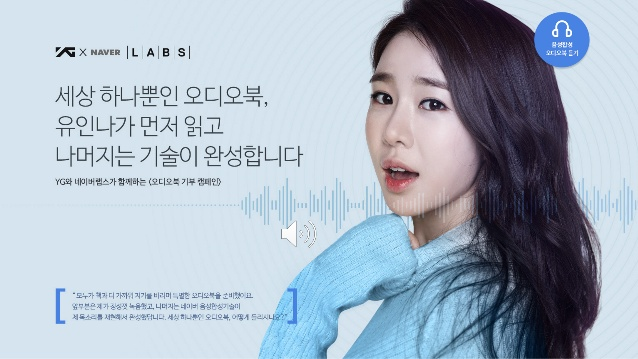 YG X NAVER |L|A|B|S|
음성합성
오디오북 듣기
세상 하나뿐인 오디오북,
유인나가 먼저 읽고
나머지는 기술이 완성합니다
YG와 네이버랩스가 함께하는 <오디오북 기부 캠페인>
“ 모두가 책과 더 가까워 지기를 바라며 특별한 오디오북을 준비했어요.
앞부분은 제가 정성껏 녹음했고, 나머지는 네이버 음성합성기술이
제 목소리를 재현해서 완성했답니다. 세상 하나뿐인 오디오북, 어떻게 들리시나요?”